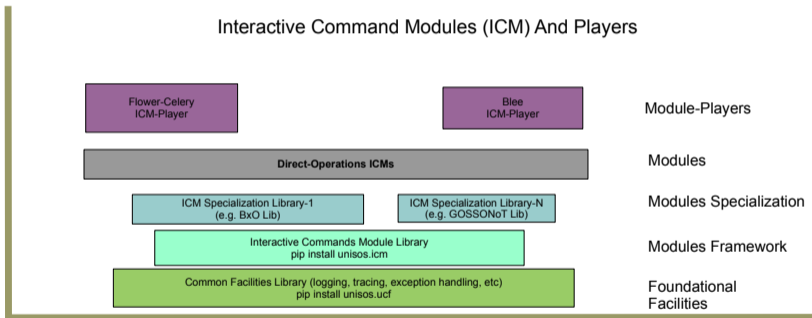 Interactive Command Modules (ICM) And Players
Flower-Celery
ICM-Player
Blee
ICM-Player
Module-Players
Direct-Operations ICMs
Modules
ICM Specialization Library-1
(e.g. BxO Lib)
ICM Specialization Library-N
(e.g. GOSSONoT Lib)
Modules Specialization
Interactive Commands Module Library
pip install unisos.icm
Modules Framework
Common Facilities Library (logging, tracing, exception handling, etc)
pip install unisos.ucf
Foundational
Facilities